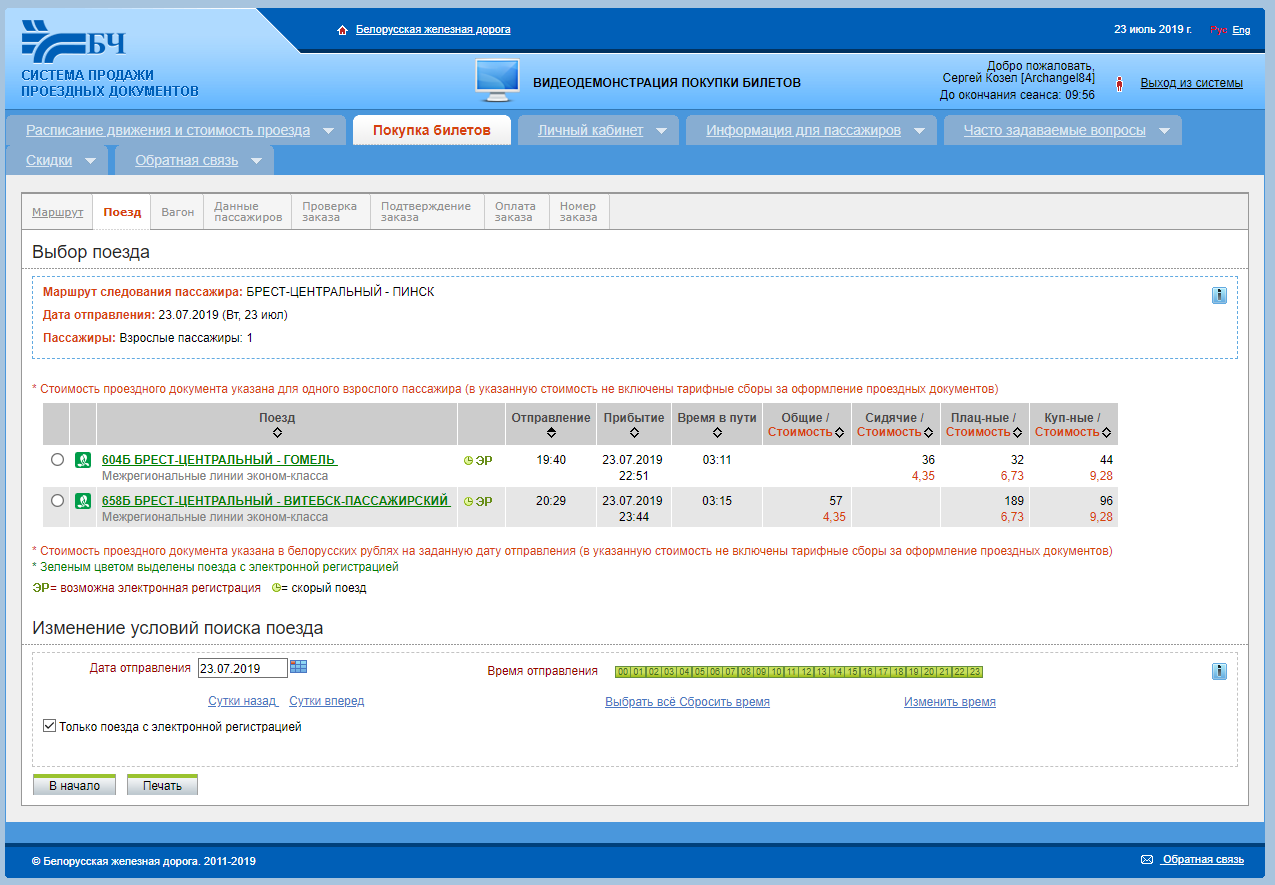 Белорусская железная дорога
23 июль 2019 г. Рус Eng
БЧ
СИСТЕМА ПРОДАЖИ
ПРОЕЗДНЫХ ДОКУМЕНТОВ
ВИДЕОДЕМОНСТРАЦИЯ ПОКУПКИ БИЛЕТОВ
Добро пожаловать,
Сергей Козел [Archangel84]
До окончания сеанса: 09:56
Выход из системы
Расписание движения и стоимость проезда Покупка билетов Личный кабинет Информация для пассажиров Часто задаваемые вопросы
Скидки Обратная связь
Маршрут Поезд Вагон Данные пассажиров Проверка заказа Подтверждение заказа Оплата заказа Номер заказа
Выбор поезда
Маршрут следования пассажира: БРЕСТ-ЦЕНТРАЛЬНЫЙ - ПИНСК
Дата отправления: 23.07.2019 (Вт, 23 июл)
Пассажиры: Взрослые пассажиры: 1
* Стоимость проездного документа указана для одного взрослого пассажира (в указанную стоимость не включены тарифные сборы за оформление проездных документов)
Поезд Отправление Прибытие Время в пути Общие / Сидячие / Плац-ные / Куп-ные /
Стоимость Стоимость Стоимость Стоимость
604Б БРЕСТ-ЦЕНТРАЛЬНЫЙ - ГОМЕЛЬ ЭР 19:40 23.07.2019 03:11 36 32 44
Межрегиональные линии эконом-класса 22:51 4,35 6,73 9,28
658Б БРЕСТ-ЦЕНТРАЛЬНЫЙ - ВИТЕБСК-ПАССАЖИРСКИЙ ЭР 20:29 23.07.2019 03:15 57 189 96
Межрегиональные линии эконом-класса 23:44 4,35 6,73 9,28
* Стоимость проездного документа указана в белорусских рублях на заданную дату отправления (в указанную стоимость не включены тарифные сборы за оформление проездных документов)
* Зеленым цветом выделены поезда с электронной регистрацией
ЭР= возможна электронная регистрация = скорый поезд
Изменение условий поиска поезда
Дата отправления 23.07.2019 Время отправления 00 01 02 03 04 05 06 07 08 09 10 11 12 13 14 15 16 17 18 19 20 21 22 23
Сутки назад Сутки вперед Выбрать всё Сбросить время Изменить время
Только поезда с электронной регистрацией
В начало Печать
© Белорусская железная дорога. 2011-2019 Обратная связь